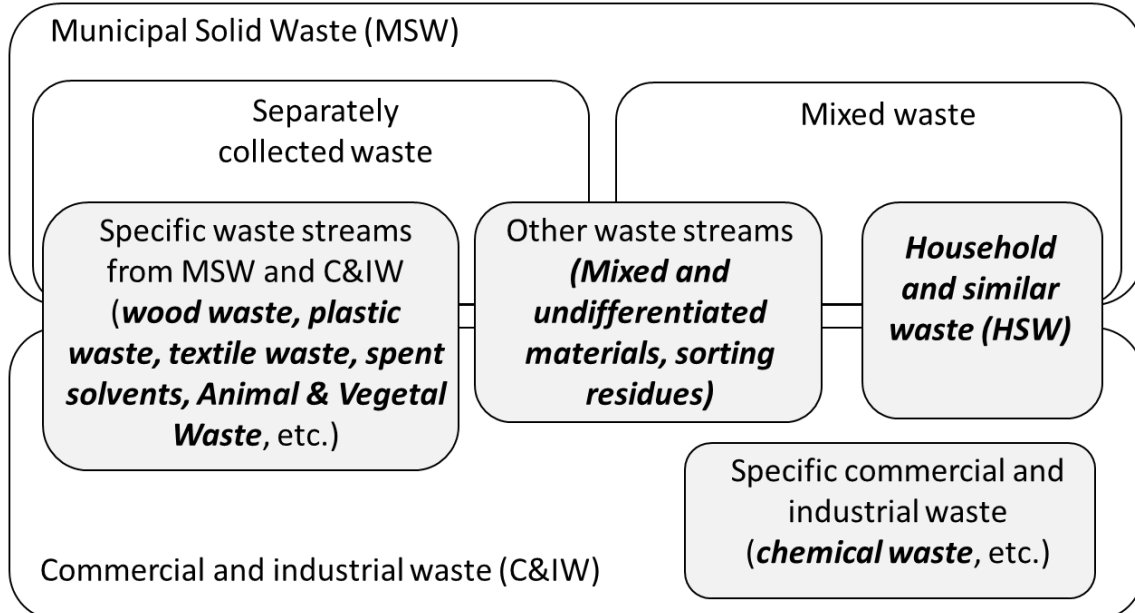 Municipal Solid Waste (MSW)
Separately
collected waste
Mixed waste
Specific waste streams
from MSW and C&IW
(wood waste, plastic
waste, textile waste, spent
solvents, Animal & Vegetal
Waste, etc.)
Other waste streams
(Mixed and
undifferentiated
materials, sorting
residues)
Household
and similar
waste (HSW)
Specific commercial and
industrial waste
(chemical waste, etc.)
Commercial and industrial waste (C&IW)